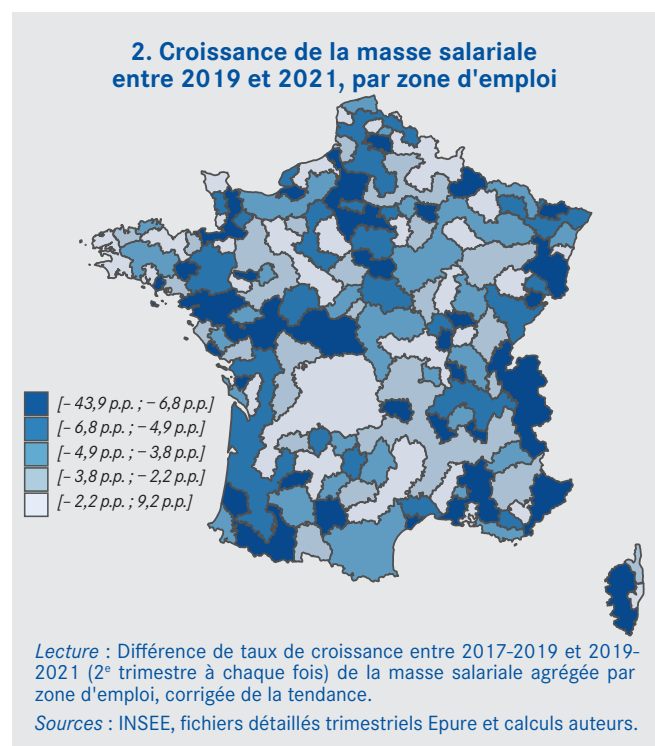 2. Croissance de la masse salariale
entre 2019 et 2021, par zone d'emploi
[– 43,9 p.p. ; – 6,8 p.p.]
[– 6,8 p.p. ; – 4,9 p.p.]
[– 4,9 p.p. ; – 3,8 p.p.]
[– 3,8 p.p. ; – 2,2 p.p.]
[– 2,2 p.p. ; 9,2 p.p.]
Lecture : Différence de taux de croissance entre 2017-2019 et 2019-
2021 (2e trimestre à chaque fois) de la masse salariale agrégée par
zone d'emploi, corrigée de la tendance.
Sources : INSEE, fichiers détaillés trimestriels Epure et calculs auteurs.